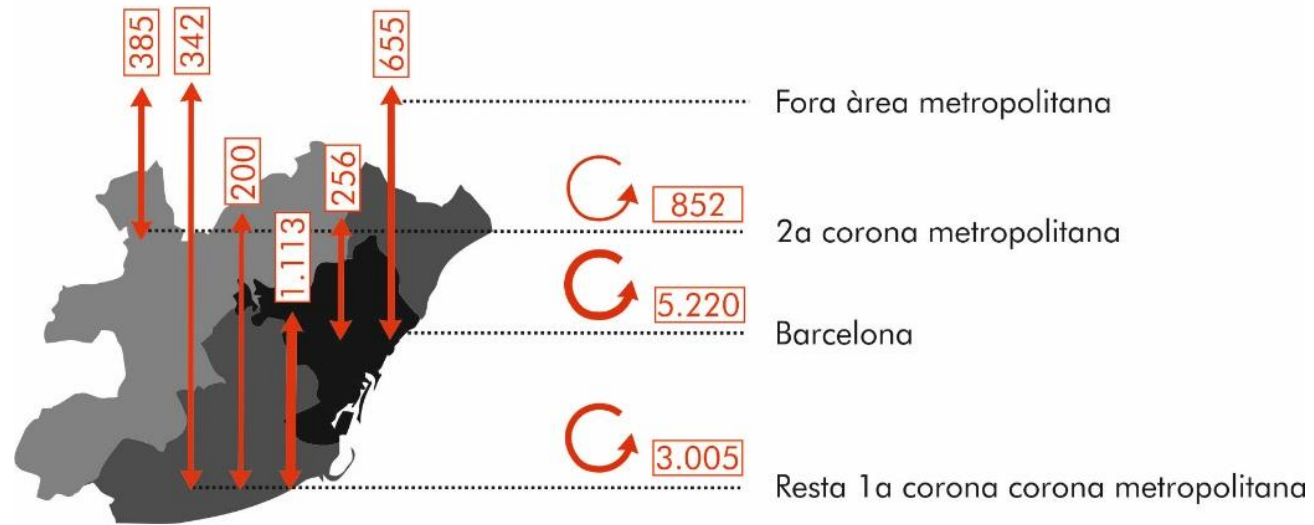 385
342
655
Fora àrea metropolitana
200
256
852
1.113
2a corona metropolitana
5.220
Barcelona
3.005
Resta 1a corona corona metropolitana